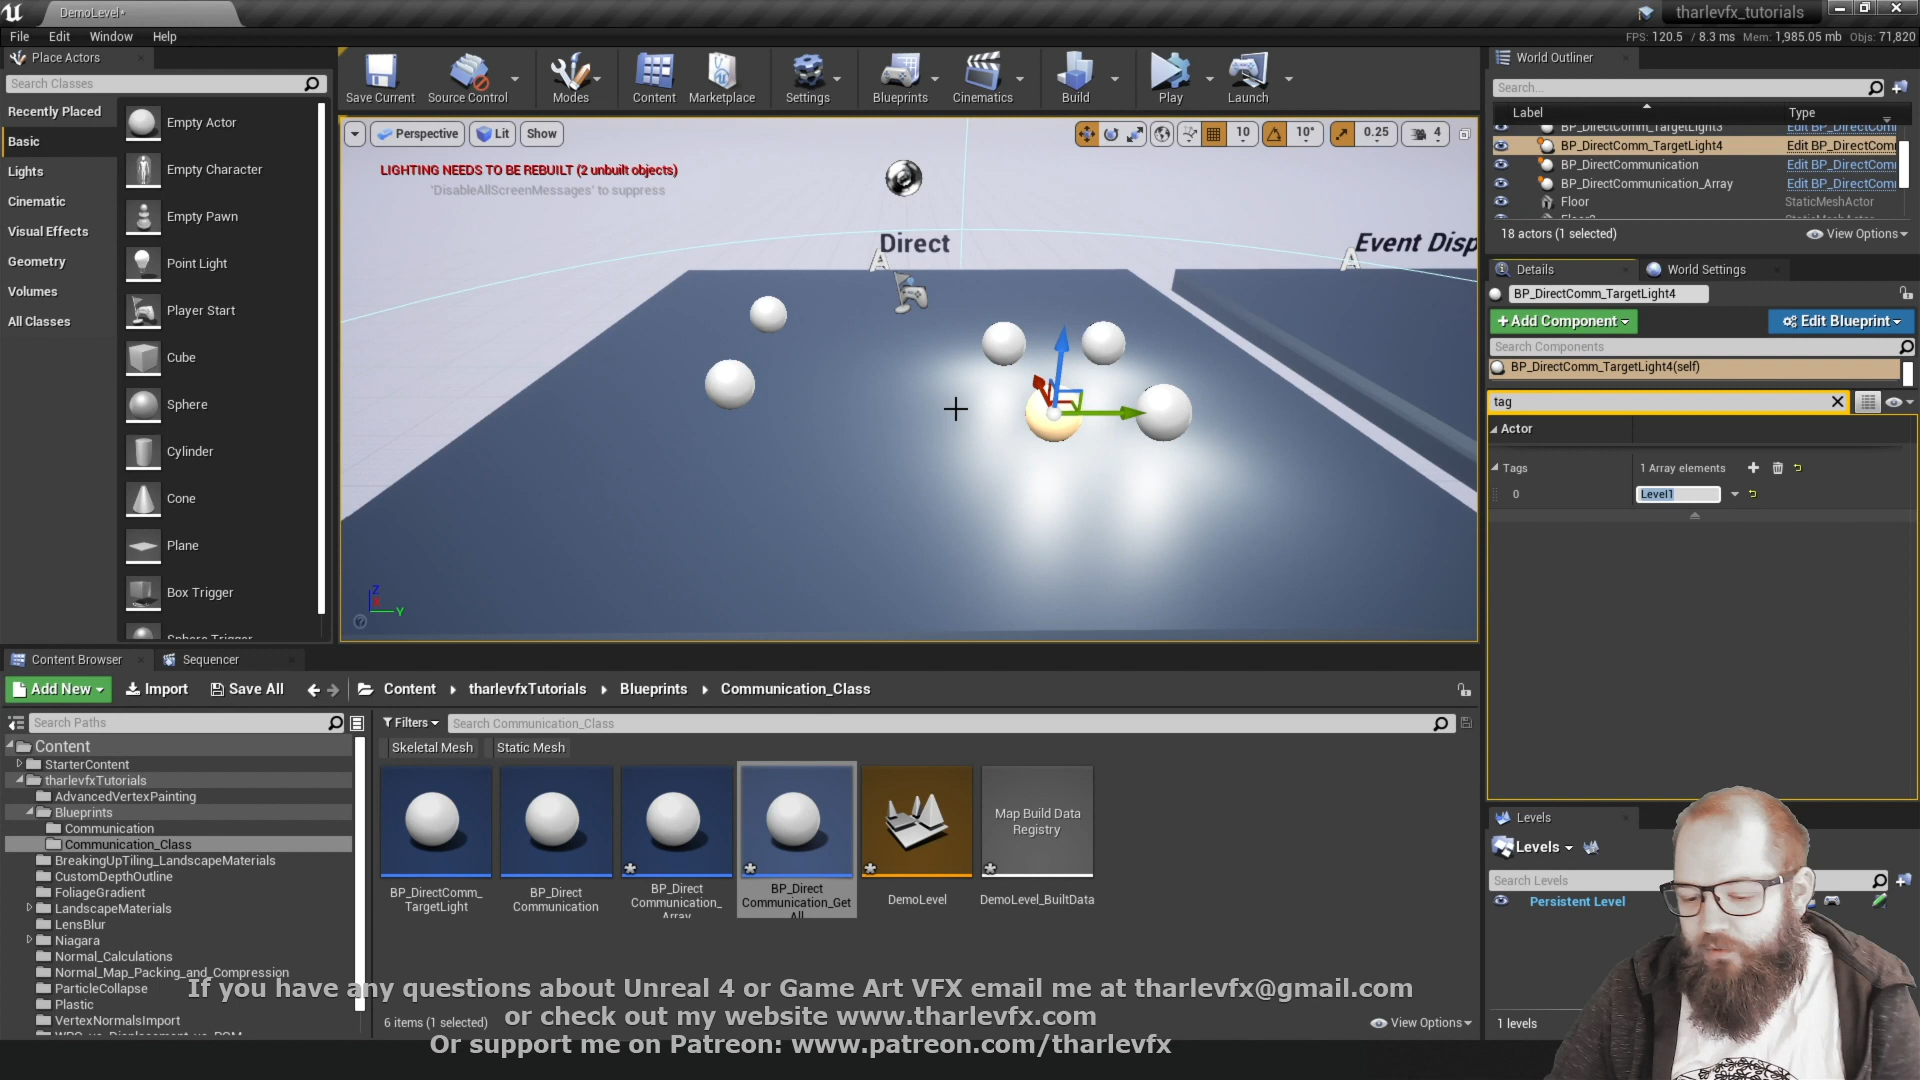 DemoLevel*
tharlevfx_tutorials
File Edit Window Help
FPS: 120.5 / 8.3 ms Mem: 1,985.05 mb Objs: 71,820
Place Actors
Search Classes
Recently Placed
Basic
Lights
Cinematic
Visual Effects
Geometry
Volumes
All Classes
Empty Actor
Empty Character
Empty Pawn
Point Light
Player Start
Cube
Sphere
Cylinder
Cone
Plane
Box Trigger
Sphere Trigger
Save Current Source Control Modes Content Marketplace Settings Blueprints Cinematics Build Play Launch
Perspective Lit Show
10 10° 0.25 4
LIGHTING NEEDS TO BE REBUILT (2 unbuilt objects)
'DisableAllScreenMessages' to suppress
Direct
Event Disp
A
A
Z
Y
World Outliner
Search...
Label Type
BP_DirectComm_TargetLight3 Edit BP_DirectComm
BP_DirectComm_TargetLight4 Edit BP_DirectComm
BP_DirectCommunication Edit BP_DirectComm
BP_DirectCommunication_Array Edit BP_DirectComm
Floor StaticMeshActor
18 actors (1 selected) View Options
Details World Settings
BP_DirectComm_TargetLight4
+Add Component Edit Blueprint
Search Components
BP_DirectComm_TargetLight4(self)
tag
Actor
Tags 1 Array elements
0 Level1
Levels
Levels
Search Levels
Persistent Level
1 levels
Content Browser Sequencer
Add New Import Save All Content tharlevfxTutorials Blueprints Communication_Class
Search Paths
Filters Search Communication_Class
Skeletal Mesh Static Mesh
Content
StarterContent
tharlevfxTutorials
AdvancedVertexPainting
Blueprints
Communication
Communication_Class
BreakingUpTiling_LandscapeMaterials
CustomDepthOutline
FoliageGradient
LandscapeMaterials
LensBlur
Niagara
Normal_Calculations
Normal_Map_Packing_and_Compression
ParticleCollapse
Plastic
VertexNormalsImport
BP_DirectComm_
TargetLight
BP_Direct
Communication
BP_Direct
Communication_
Array
BP_Direct
Communication_Get
All
DemoLevel
Map Build Data
Registry
DemoLevel_BuiltData
6 items (1 selected) View Options
If you have any questions about Unreal 4 or Game Art VFX email me at tharlevfx@gmail.com
or check out my website www.tharlevfx.com
Or support me on Patreon: www.patreon.com/tharlevfx